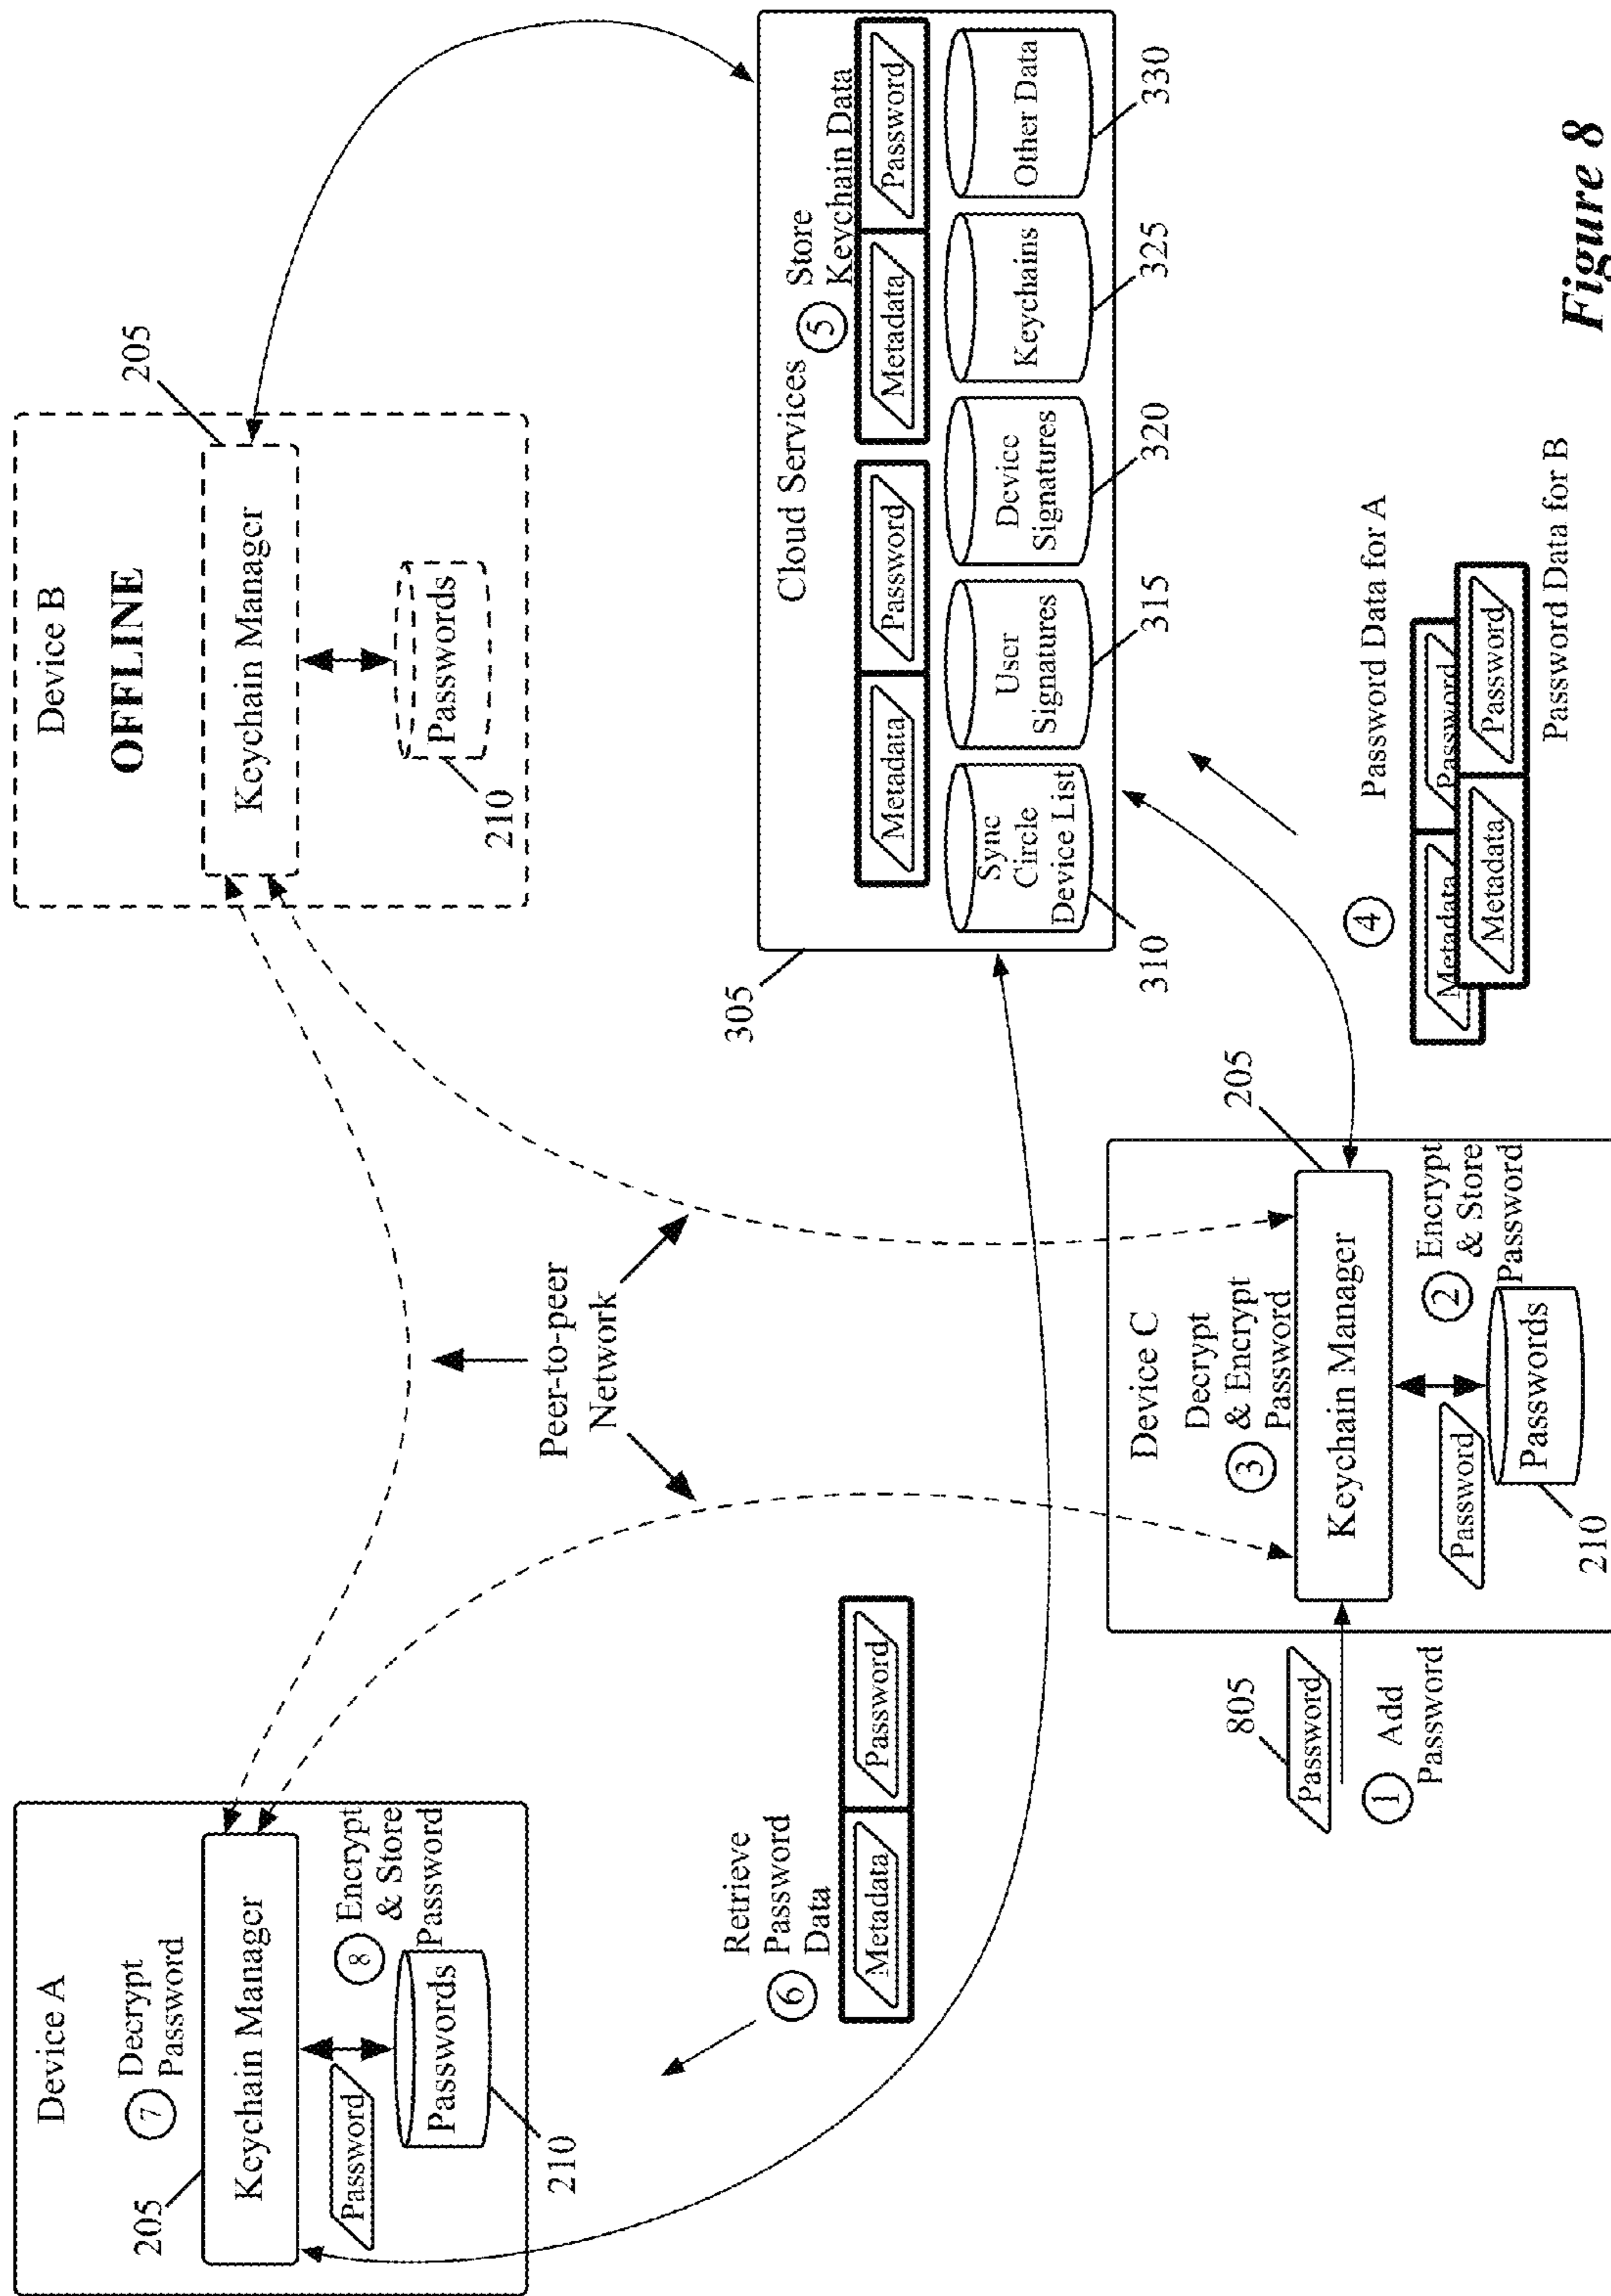 Device A
7 Decrypt
Password
205
Keychain Manager
8 Encrypt
& Store
Password
Password
Passwords
210
Device B
OFFLINE
205
Keychain Manager
Passwords
210
Peer-to-peer
Network
Retrieve
6 Password
Data
Metadata Password
305
Cloud Services
5 Store
Keychain Data
Metadata Password Metadata Password
Sync
Circle
Device List
User
Signatures
Device
Signatures
Keychains
Other Data
310 315 320 325 330
805
Password
1 Add
Password
Device C
Decrypt
3 & Encrypt
Password
205
Keychain Manager
2 Encrypt
& Store
Password
Password
Passwords
210
4
Password Data for A
Metadata Password
Metadata Password
Password Data for B
Figure 8